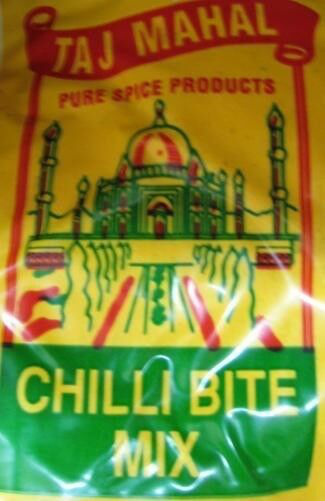 TAJ MAHAL
PURE SPICE PRODUCTS
CHILLI BITE
MIX